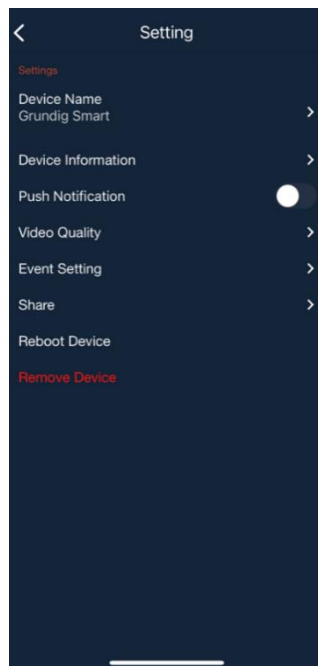 Setting
Settings
Device Name
Grundig Smart
Device Information
Push Notification
Video Quality
Event Setting
Share
Reboot Device
Remove Device